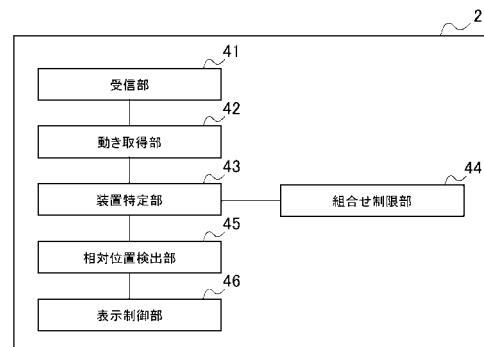 2
41
受信部
42
動き取得部
43
装置特定部
44
組合せ制限部
45
相対位置検出部
46
表示制御部